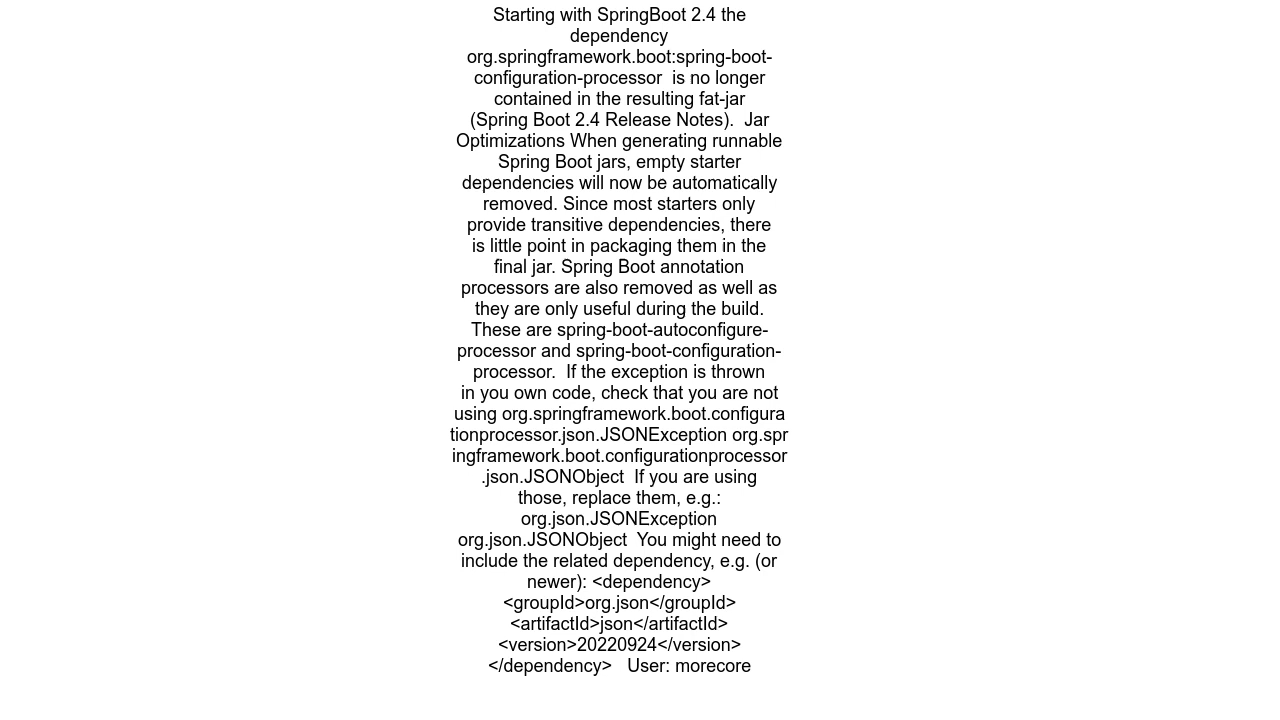 Starting with SpringBoot 2.4 the
dependency
org.springframework.boot:spring-boot-
configuration-processor  is no longer
contained in the resulting fat-jar
(Spring Boot 2.4 Release Notes).  Jar
Optimizations When generating runnable
Spring Boot jars, empty starter
dependencies will now be automatically
removed. Since most starters only
provide transitive dependencies, there
is little point in packaging them in the
final jar. Spring Boot annotation
processors are also removed as well as
they are only useful during the build.
These are spring-boot-autoconfigure-
processor and spring-boot-configuration-
processor.  If the exception is thrown
in you own code, check that you are not
using org.springframework.boot.configura
tionprocessor.json.JSONException org.spr
ingframework.boot.configurationprocessor
.json.JSONObject  If you are using
those, replace them, e.g.:
org.json.JSONException
org.json.JSONObject  You might need to
include the related dependency, e.g. (or
newer): <dependency>
<groupId>org.json</groupId>
<artifactId>json</artifactId>
<version>20220924</version>
</dependency>   User: morecore